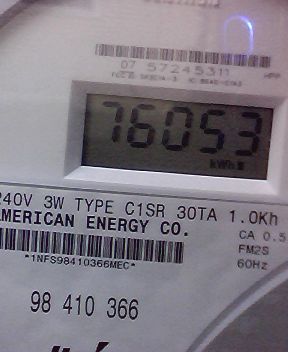 07 57245311
HPP
76053
kWh
240V 3W TYPE C1SR 30TA 1.0Kh
AMERICAN ENERGY CO.
CA 0.5
FM2S
60Hz
*1NFS98410366MEC*
98 410 366